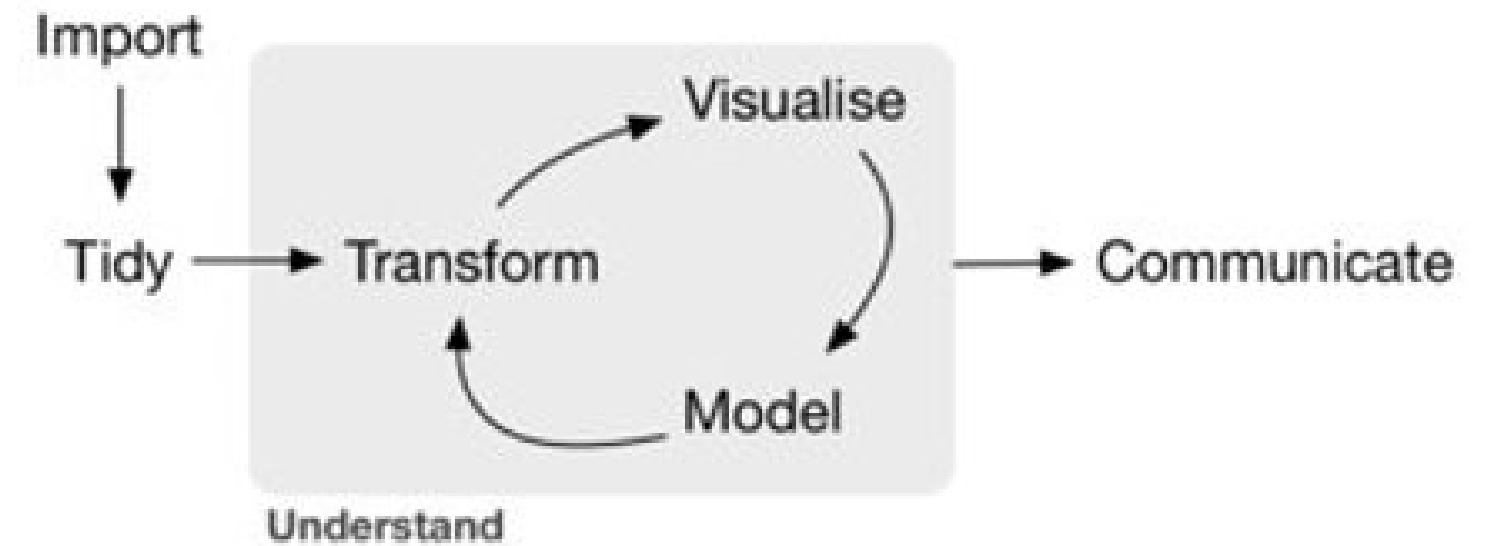 Import
Visualise
Tidy
Transform
Communicate
Model
Understand